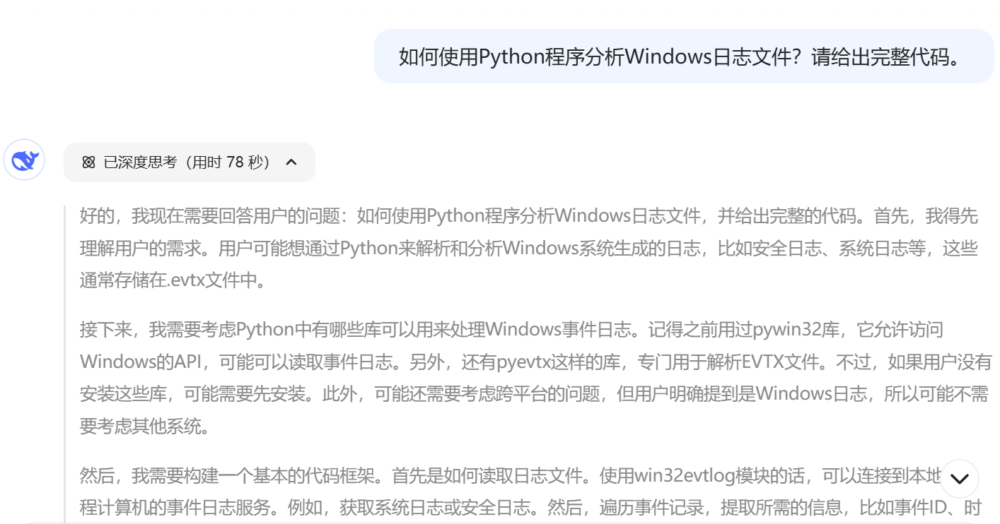 如何使用Python程序分析Windows日志文件？请给出完整代码。
已深度思考（用时 78 秒）
好的，我现在需要回答用户的问题：如何使用Python程序分析Windows日志文件，并给出完整的代码。首先，我得先
理解用户的需求。用户可能想通过Python来解析和分析Windows系统生成的日志，比如安全日志、系统日志等，这些
通常存储在.evtx文件中。
接下来，我需要考虑Python中有哪些库可以用来处理Windows事件日志。记得之前用过pywin32库，它允许访问
Windows的API，可能可以读取事件日志。另外，还有pyevtx这样的库，专门用于解析EVTX文件。不过，如果用户没有
安装这些库，可能需要先安装。此外，可能还需要考虑跨平台的问题，但用户明确提到是Windows日志，所以可能不需
要考虑其他系统。
然后，我需要构建一个基本的代码框架。首先是如何读取日志文件。使用win32evtlog模块的话，可以连接到本地
程计算机的事件日志服务。例如，获取系统日志或安全日志。然后，遍历事件记录，提取所需的信息，比如事件ID、时